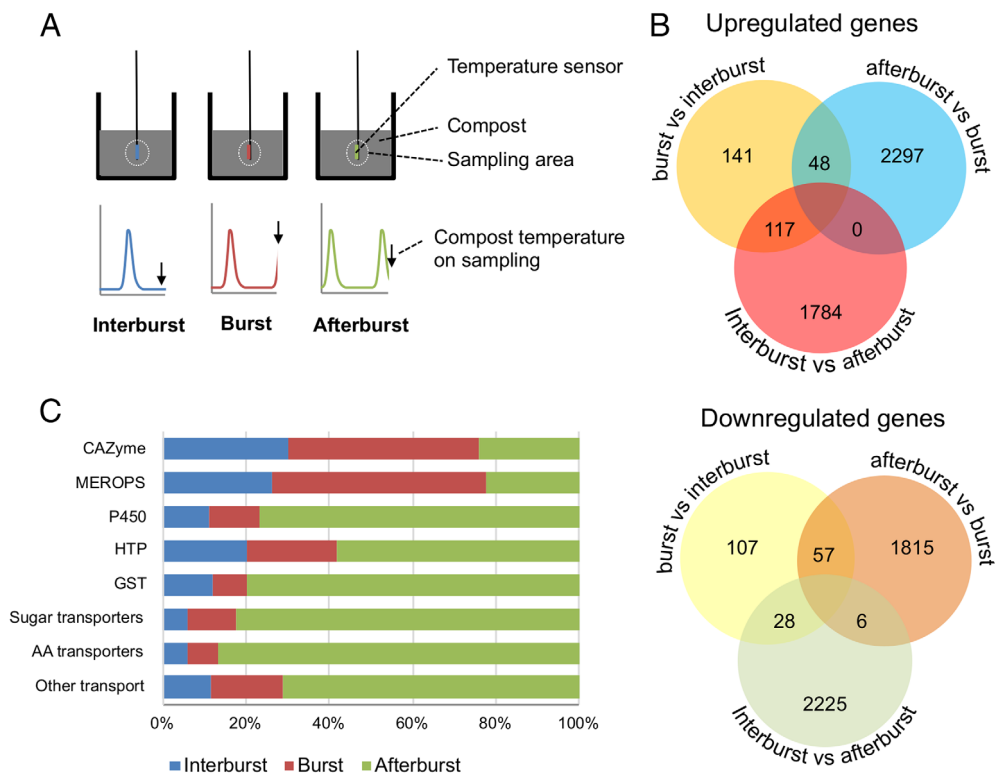 A
Temperature sensor
Compost
Sampling area
Compost temperature
on sampling
Interburst
Burst
Afterburst
B
Upregulated genes
burst vs interburst
afterburst vs burst
141
48
2297
117
0
1784
Interburst vs afterburst
Downregulated genes
burst vs interburst
afterburst vs burst
107
57
1815
28
6
2225
Interburst vs afterburst
C
CAZyme
MEROPS
P450
HTP
GST
Sugar transporters
AA transporters
Other transport
0% 20% 40% 60% 80% 100%
Interburst Burst Afterburst